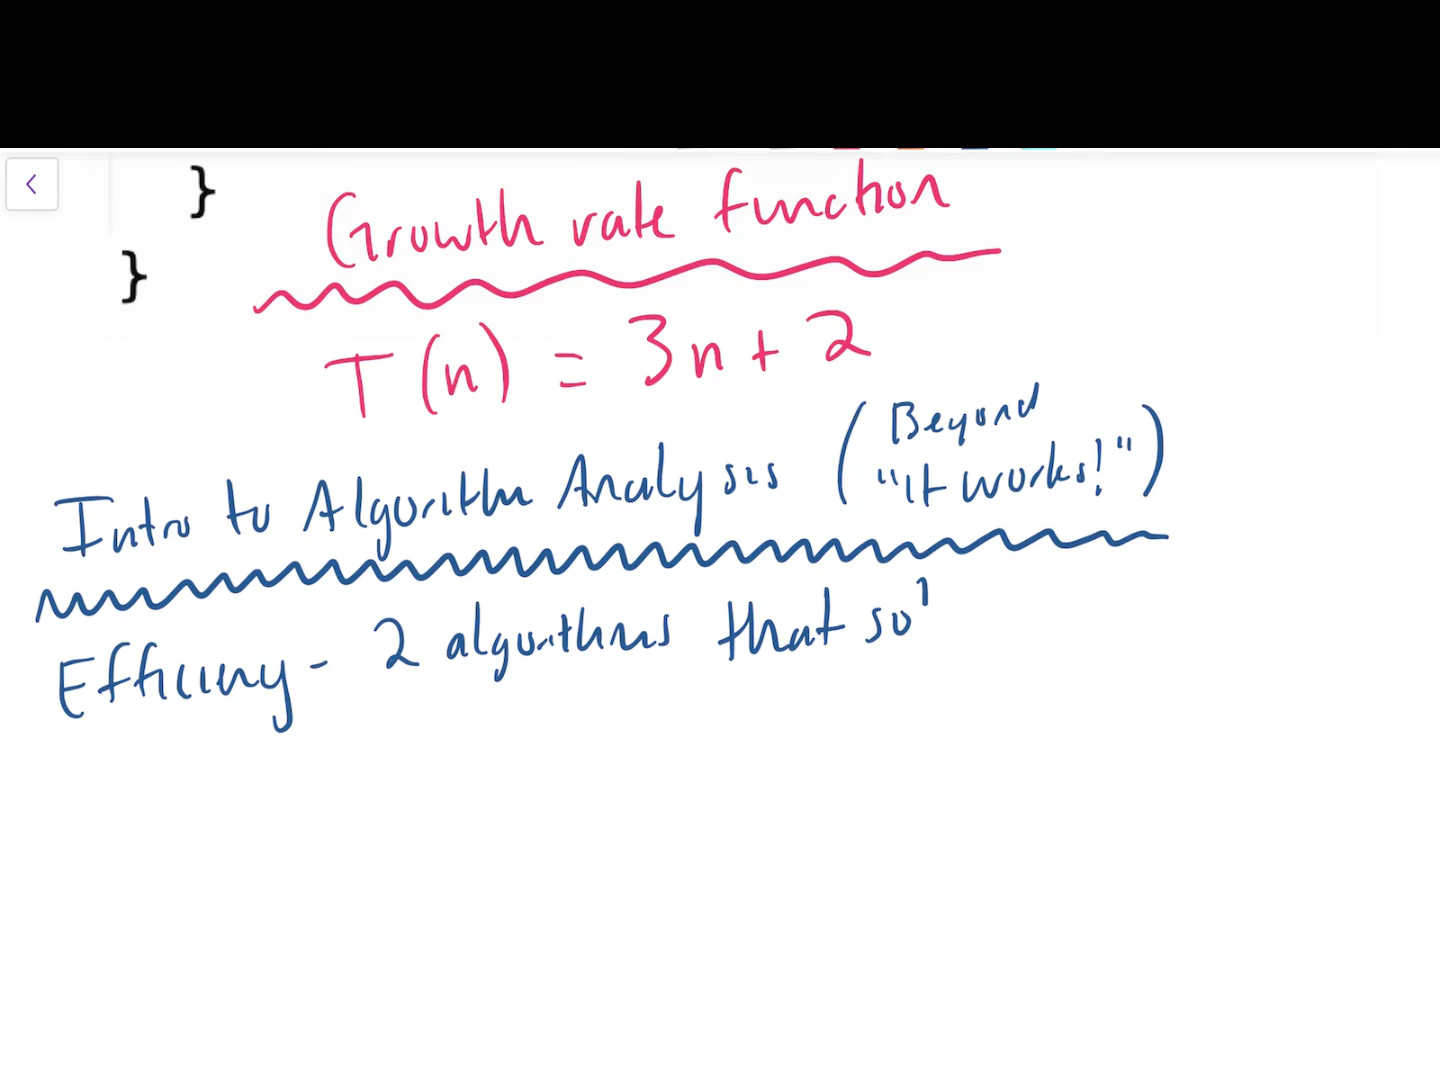 }
Growth rate function
}
T(n) = 3n + 2
Intro to Algorithm Analysis (Beyond "It works!")
Efficiency - 2 algorithms that